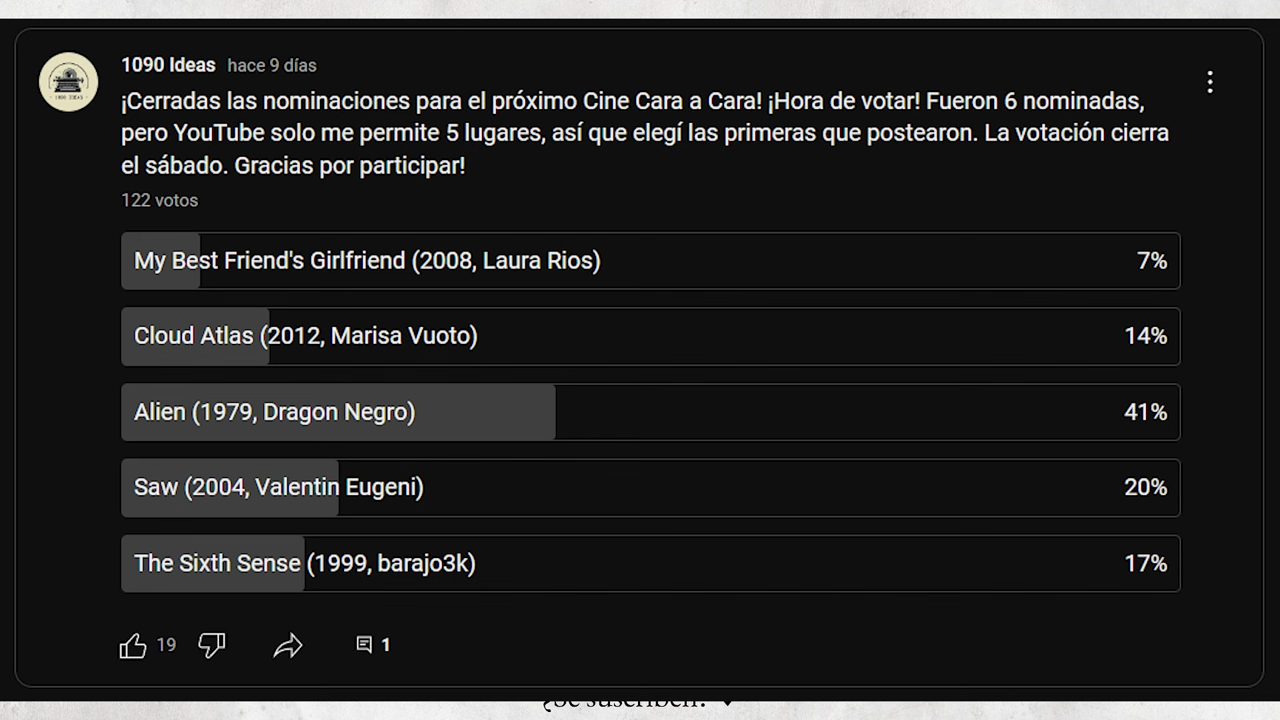 1090 Ideas hace 9 días
¡Cerradas las nominaciones para el próximo Cine Cara a Cara! ¡Hora de votar! Fueron 6 nominadas,
pero YouTube solo me permite 5 lugares, así que elegí las primeras que postearon. La votación cierra
el sábado. Gracias por participar!
122 votos
My Best Friend's Girlfriend (2008, Laura Rios) 7%
Cloud Atlas (2012, Marisa Vuoto) 14%
Alien (1979, Dragon Negro) 41%
Saw (2004, Valentin Eugeni) 20%
The Sixth Sense (1999, barajo3k) 17%
19 1
¿Se suscriben?